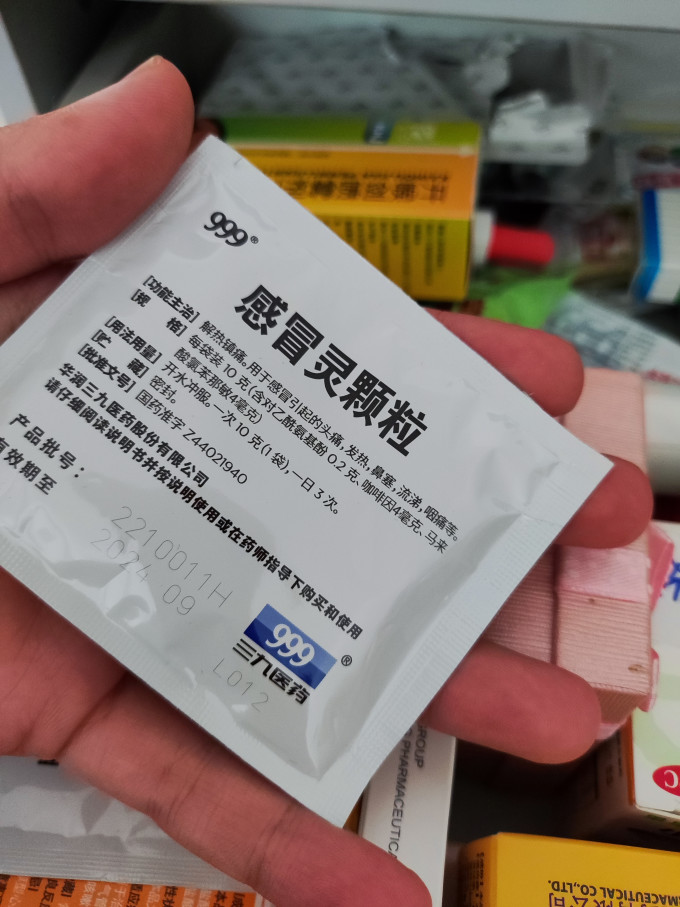 999®
感冒灵颗粒
[功能主治] 解热镇痛。用于感冒引起的头痛,发热,鼻塞,流涕,咽痛等。
[规 格] 每袋装10克(含对乙酰氨基酚0.2克、咖啡因4毫克、马来
酸氯苯那敏4毫克)
[用法用量] 开水冲服。一次10克(1袋),一日3次。
[贮 藏] 密封。
[批准文号] 国药准字Z44021940
华润三九医药股份有限公司
请仔细阅读说明书并按说明使用或在药师指导下购买和使用
产品批号:
有效期至
2210011H
2024.09
L012
999®
三九医药
GROUP
PHARMACEUTICAL
CAL CO.,LTD.
C